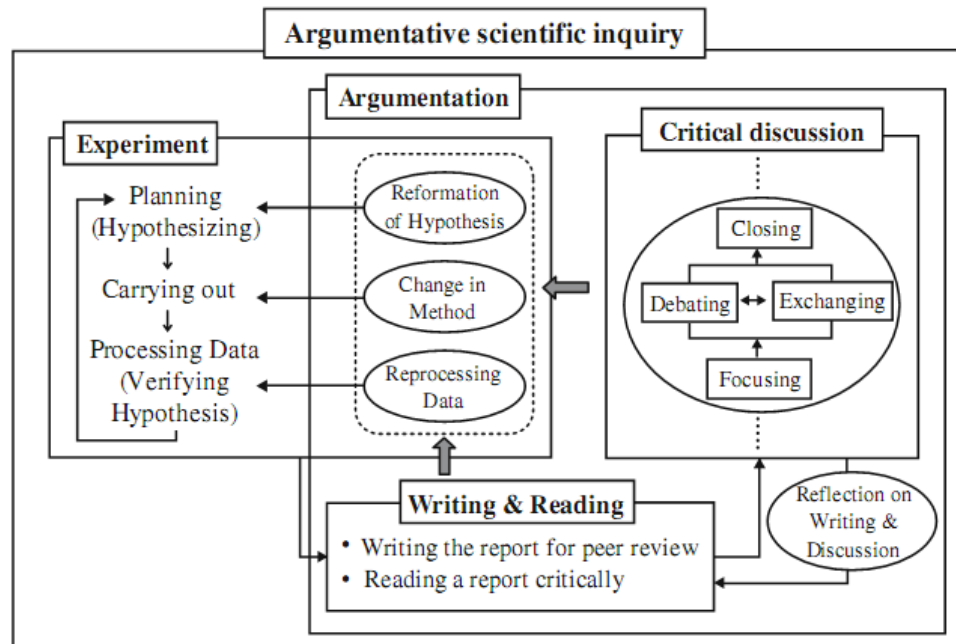 Argumentative scientific inquiry
Argumentation
Experiment
Planning
(Hypothesizing)
Carrying out
Processing Data
(Verifying
Hypothesis)
Reformation
of Hypothesis
Change in
Method
Reprocessing
Data
Critical discussion
Closing
Debating
Exchanging
Focusing
Writing & Reading
• Writing the report for peer review
• Reading a report critically
Reflection on
Writing &
Discussion